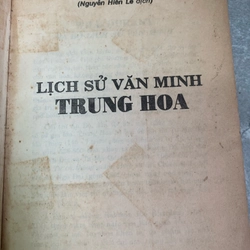 (Nguyễn Hiến Lê dịch)
LỊCH SỬ VĂN MINH
TRUNG HOA